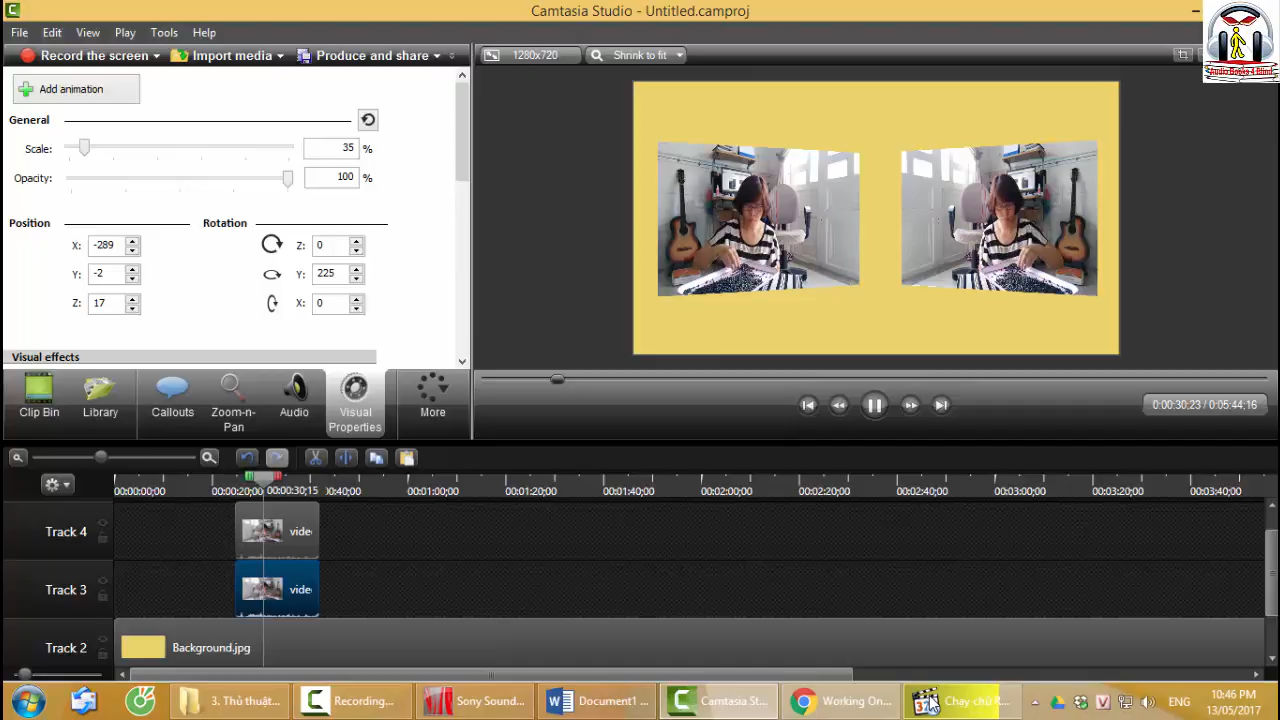 Camtasia Studio - Untitled.camproj
File Edit View Play Tools Help
Record the screen Import media Produce and share
1280x720 Shrink to fit
Audio Books 4 Blind
Add animation
General
Scale: 35 %
Opacity: 100 %
Position Rotation
X: -289 Z: 0
Y: -2 Y: 225
Z: 17 X: 0
Visual effects
Clip Bin Library Callouts Zoom-n-Pan Audio Visual Properties More
0:00:30;23 / 0:05:44;16
00:00:00;00 00:00:20;00 00:00:30;15 00:40;00 00:01:00;00 00:01:20;00 00:01:40;00 00:02:00;00 00:02:20;00 00:02:40;00 00:03:00;00 00:03:20;00 00:03:40;00
Track 4 vide
Track 3 vide
Track 2 Background.jpg
3. Thủ thuật... Recording... Sony Sound... Document1 ... Camtasia St... Working On... Chạy chữ R...
ENG
10:46 PM
13/05/2017